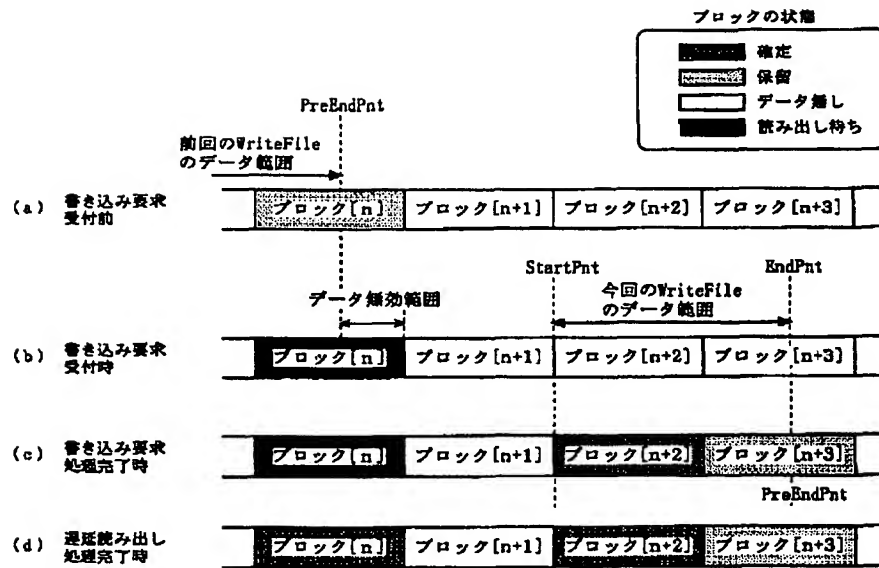 ブロックの状態
確定
保留
データ無し
読み出し待ち
PreEndPnt
前回のWriteFile
のデータ範囲
(a) 書き込み要求
受付前
ブロック[n] ブロック[n+1] ブロック[n+2] ブロック[n+3]
StartPnt EndPnt
データ無効範囲
今回のWriteFile
のデータ範囲
(b) 書き込み要求
受付時
ブロック[n] ブロック[n+1] ブロック[n+2] ブロック[n+3]
(c) 書き込み要求
処理完了時
ブロック[n] ブロック[n+1] ブロック[n+2] ブロック[n+3]
PreEndPnt
(d) 遅延読み出し
処理完了時
ブロック[n] ブロック[n+1] ブロック[n+2] ブロック[n+3]